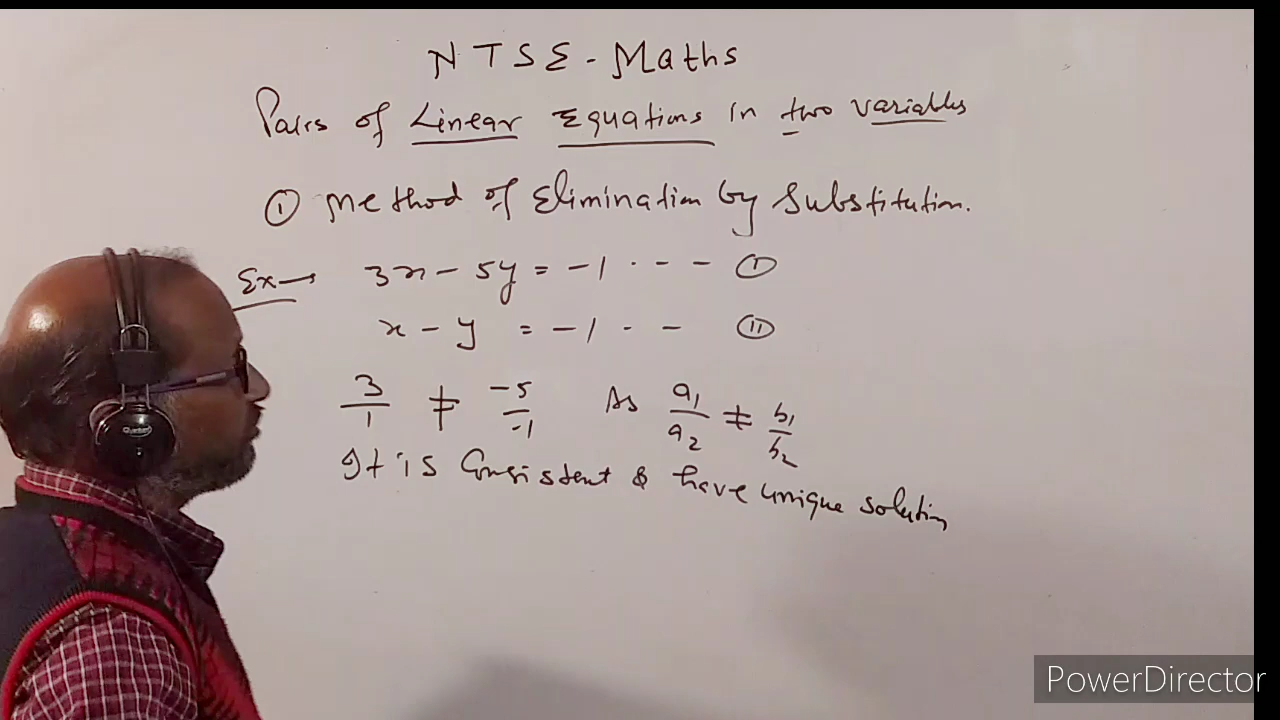 NTSE - Maths
Pairs of Linear Equations in two variables
① Method of Elimination by Substitution.
Ex→ 3x - 5y = -1 - - - ①
x - y = -1 - - - ⑪
3/1 ≠ -5/-1 As a₁/a₂ ≠ b₁/b₂
It is Consistent & have unique solution
PowerDirector